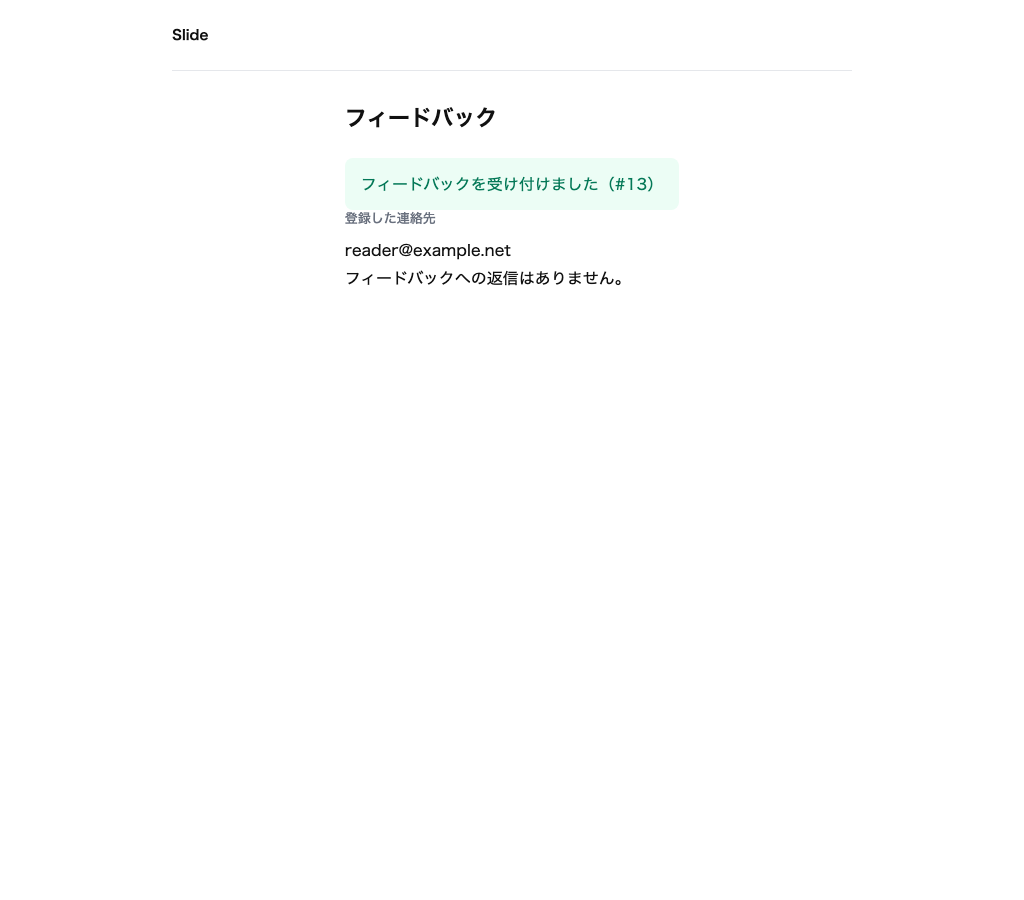 Slide
フィードバック
フィードバックを受け付けました（#13）
登録した連絡先
reader@example.net
フィードバックへの返信はありません。